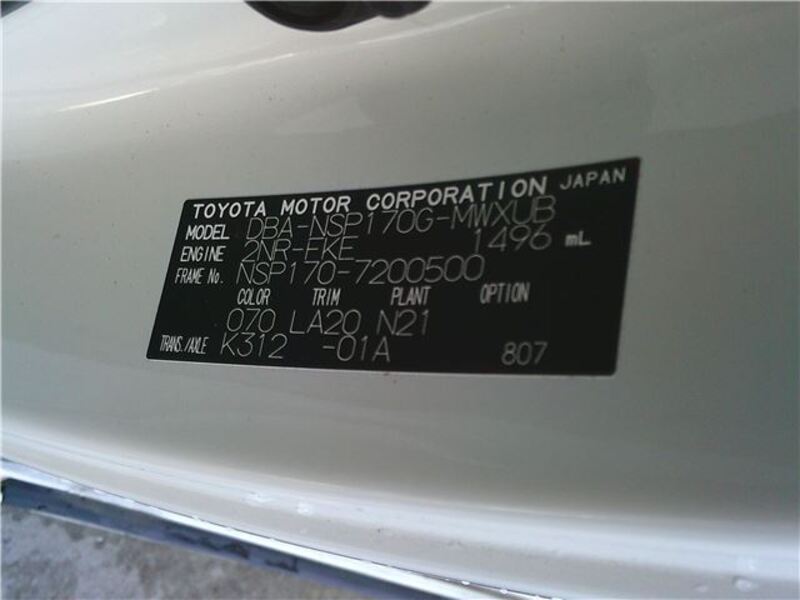 TOYOTA MOTOR CORPORATION JAPAN
MODEL DBA-NSP170G-MWXUB
ENGINE 2NR-FKE 1496 mL
FRAME No. NSP170-7200500
COLOR TRIM PLANT OPTION
070 LA20 N21
TRANS./AXLE K312 -01A 807